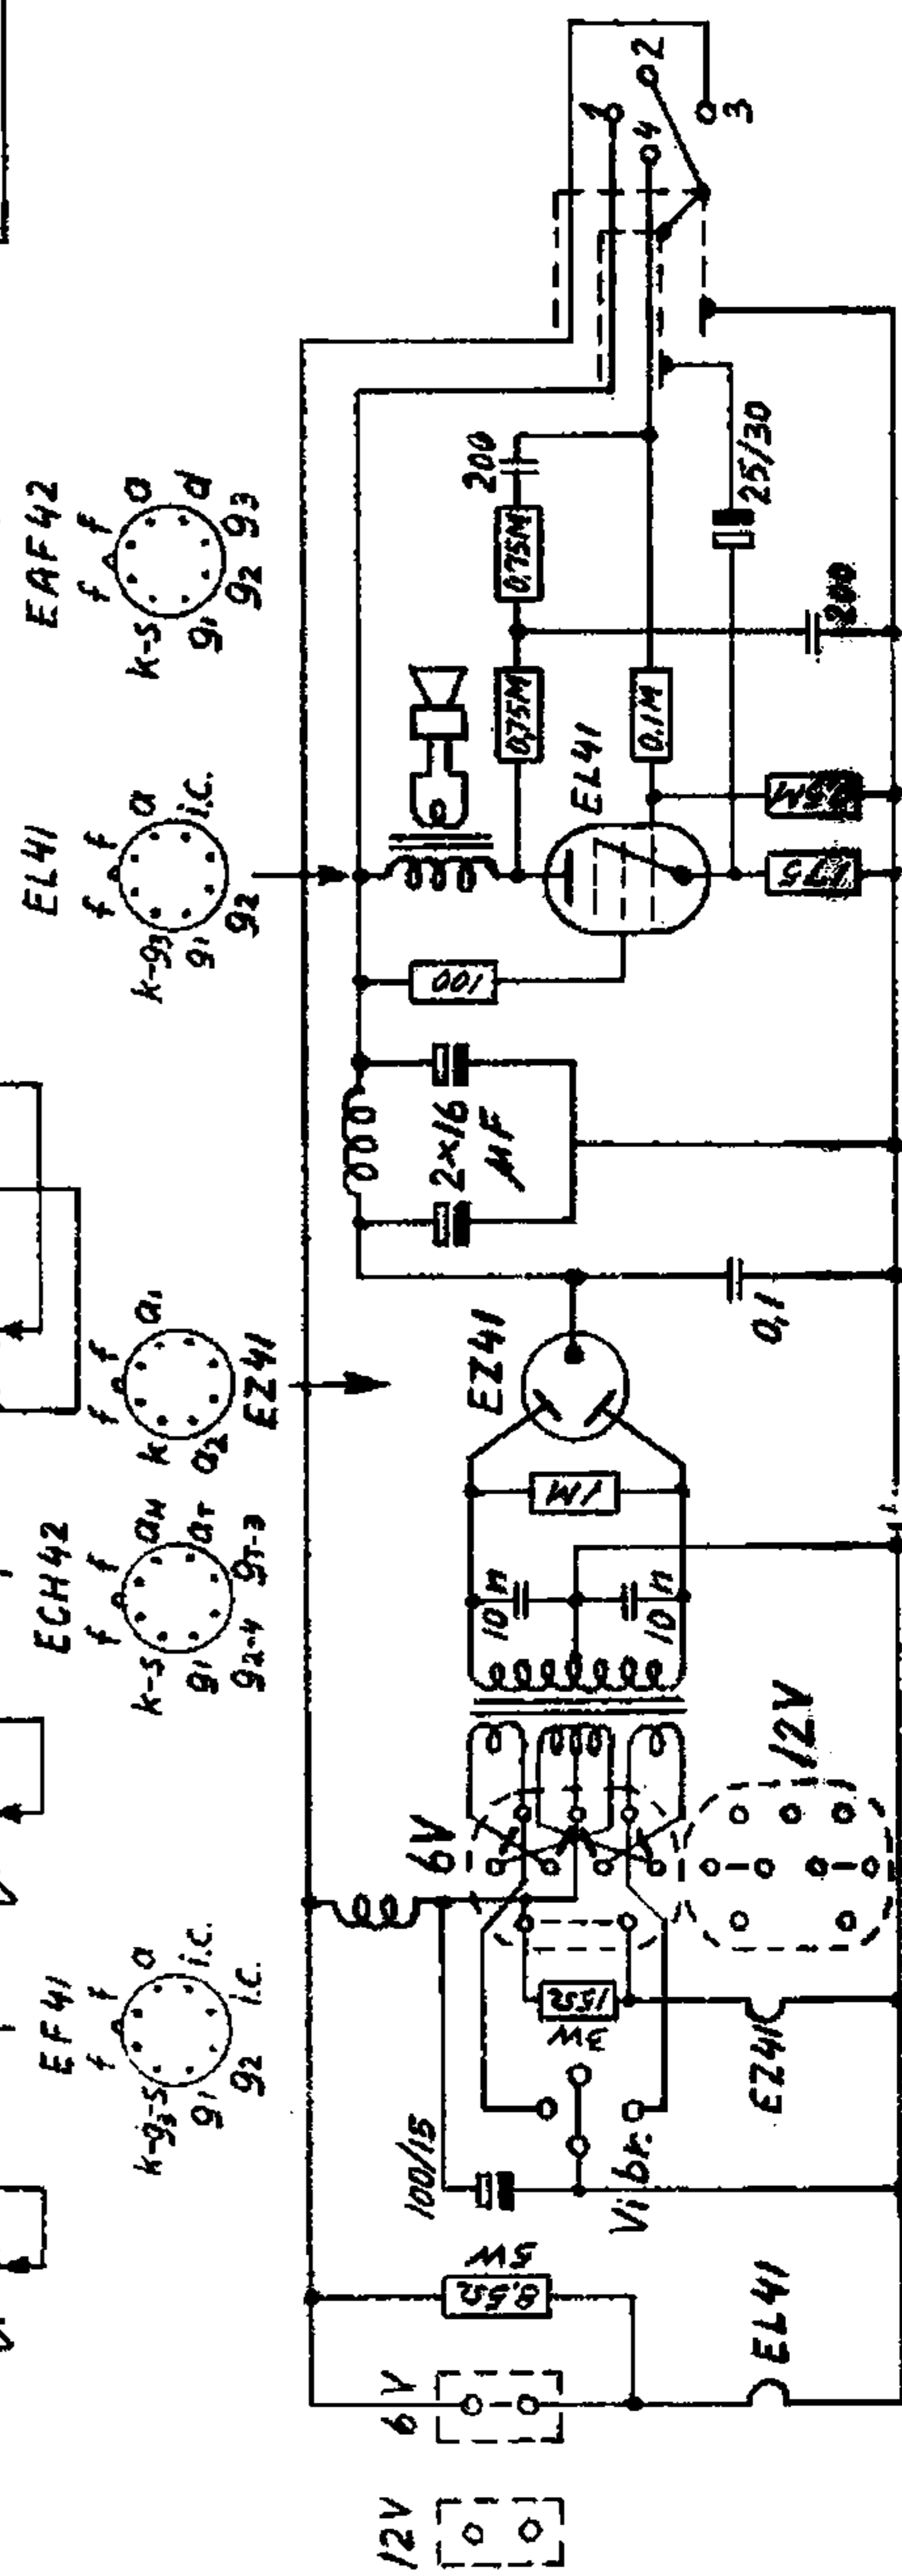 EF41
f f
k-g3-s a
g1 i.c.
g2 i.c.
ECH42
f f
k-s aH
g1 aT
g2-4 gT-3
f f
k a1
a2
EZ41
EL41
f f
k-g3 a
g1 i.c.
g2
EAF42
f f
k-s a
g1 d
g2 g3
12V
6V
8,5Ω
5W
EL41
100/15
Vibr.
15Ω
3W
EZ41
6V
12V
10n
10n
1M
EZ41
0,1
2×16
µF
100
EL41
0,75M
0,75M
200
0.1M
175
25/30
200
1
2
4
3